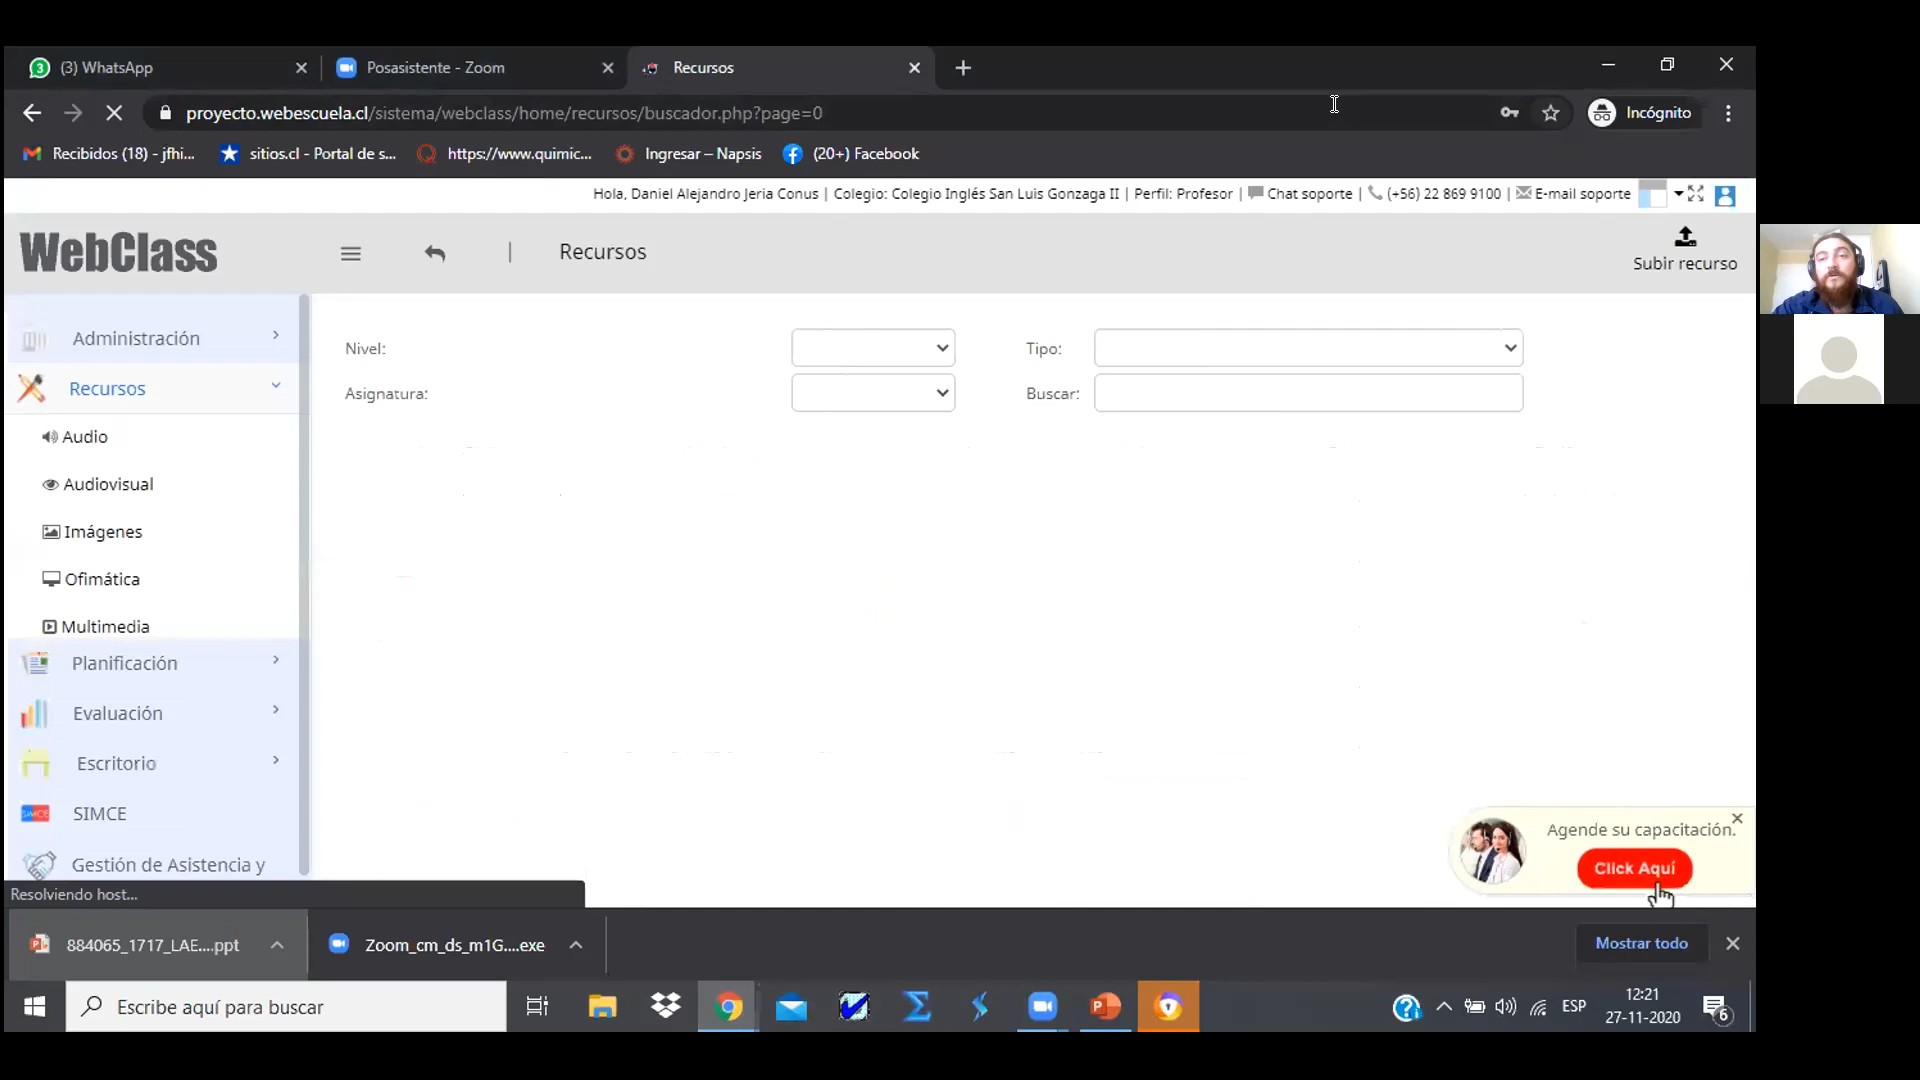 3 (3) WhatsApp
Posasistente - Zoom
Recursos
proyecto.webescuela.cl/sistema/webclass/home/recursos/buscador.php?page=0
Incógnito
Recibidos (18) - jfhi...
sitios.cl - Portal de s...
https://www.quimic...
Ingresar – Napsis
(20+) Facebook
Hola, Daniel Alejandro Jeria Conus | Colegio: Colegio Inglés San Luis Gonzaga II | Perfil: Profesor | Chat soporte | (+56) 22 869 9100 | E-mail soporte
WebClass
| Recursos
Subir recurso
Administración
Recursos
Audio
Audiovisual
Imágenes
Ofimática
Multimedia
Planificación
Evaluación
Escritorio
SIMCE SIMCE
Gestión de Asistencia y
Nivel:
Tipo:
Asignatura:
Buscar:
Agende su capacitación.
Click Aquí
Resolviendo host...
884065_1717_LAE....ppt
Zoom_cm_ds_m1G....exe
Mostrar todo
Escribe aquí para buscar
ESP
12:21
27-11-2020
6